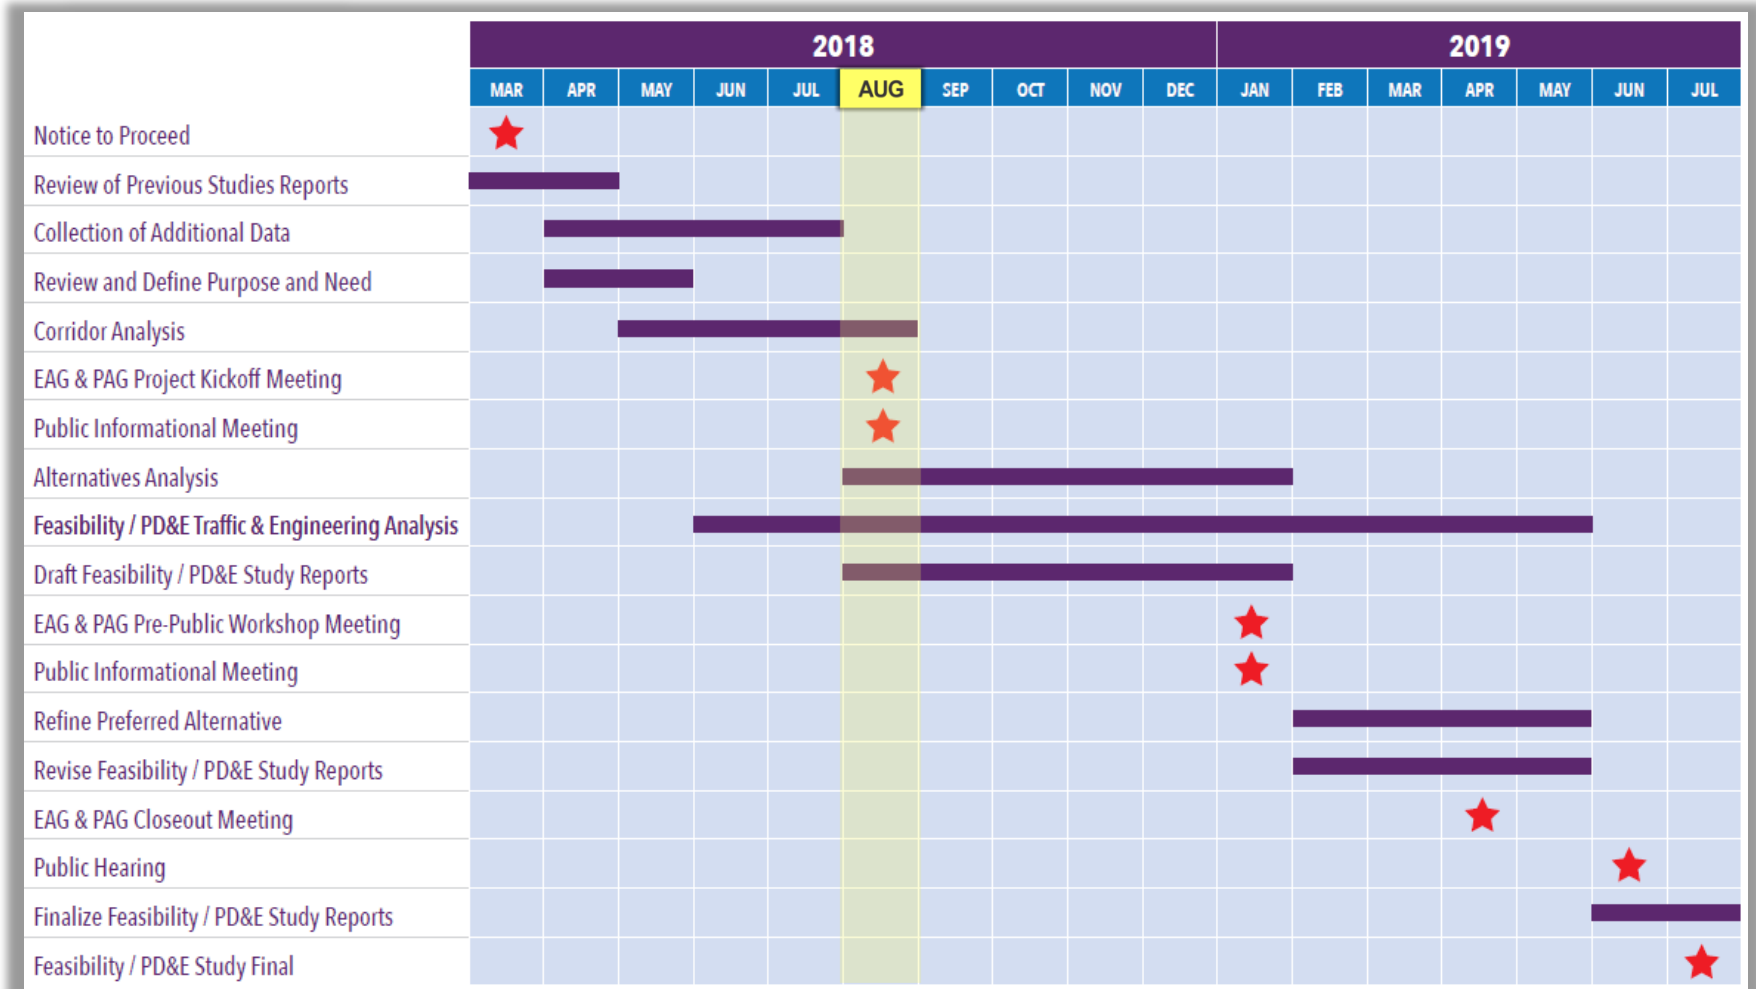 2018 2019
MAR APR MAY JUN JUL AUG SEP OCT NOV DEC JAN FEB MAR APR MAY JUN JUL
Notice to Proceed
Review of Previous Studies Reports
Collection of Additional Data
Review and Define Purpose and Need
Corridor Analysis
EAG & PAG Project Kickoff Meeting
Public Informational Meeting
Alternatives Analysis
Feasibility / PD&E Traffic & Engineering Analysis
Draft Feasibility / PD&E Study Reports
EAG & PAG Pre-Public Workshop Meeting
Public Informational Meeting
Refine Preferred Alternative
Revise Feasibility / PD&E Study Reports
EAG & PAG Closeout Meeting
Public Hearing
Finalize Feasibility / PD&E Study Reports
Feasibility / PD&E Study Final